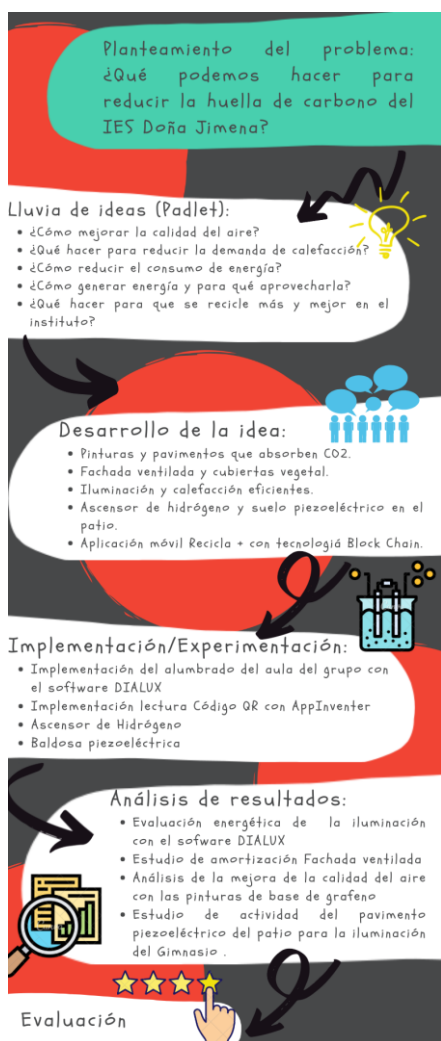 Planteamiento del problema:
¿Qué podemos hacer para
reducir la huella de carbono del
IES Doña Jimena?
Lluvia de ideas (Padlet):
• ¿Cómo mejorar la calidad del aire?
• ¿Qué hacer para reducir la demanda de calefacción?
• ¿Cómo reducir el consumo de energía?
• ¿Cómo generar energía y para qué aprovecharla?
• ¿Qué hacer para que se recicle más y mejor en el
instituto?
Desarrollo de la idea:
• Pinturas y pavimentos que absorben CO2.
• Fachada ventilada y cubiertas vegetal.
• Iluminación y calefacción eficientes.
• Ascensor de hidrógeno y suelo piezoeléctrico en el
patio.
• Aplicación móvil Recicla + con tecnologiá Block Chain.
Implementación/Experimentación:
• Implementación del alumbrado del aula del grupo con
el software DIALUX
• Implementación lectura Código QR con AppInventer
• Ascensor de Hidrógeno
• Baldosa piezoeléctrica
Análisis de resultados:
• Evaluación energética de la iluminación
con el sofware DIALUX
• Estudio de amortización Fachada ventilada
• Análisis de la mejora de la calidad del aire
con las pinturas de base de grafeno
• Estudio de actividad del pavimento
piezoeléctrico del patio para la iluminación
del Gimnasio .
Evaluación